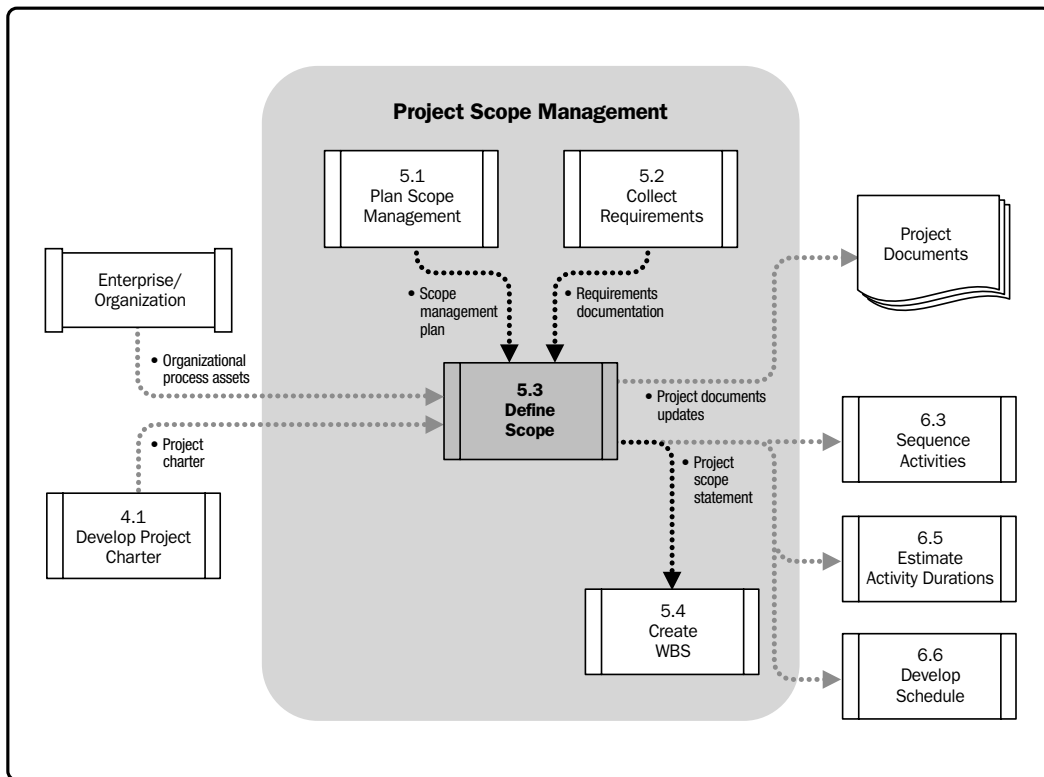 Project Scope Management
5.1
Plan Scope
Management
5.2
Collect
Requirements
Project
Documents
Enterprise/
Organization
• Scope
management
plan
• Requirements
documentation
• Organizational
process assets
5.3
Define
Scope
• Project documents
updates
• Project
charter
• Project
scope
statement
6.3
Sequence
Activities
4.1
Develop Project
Charter
6.5
Estimate
Activity Durations
5.4
Create
WBS
6.6
Develop
Schedule